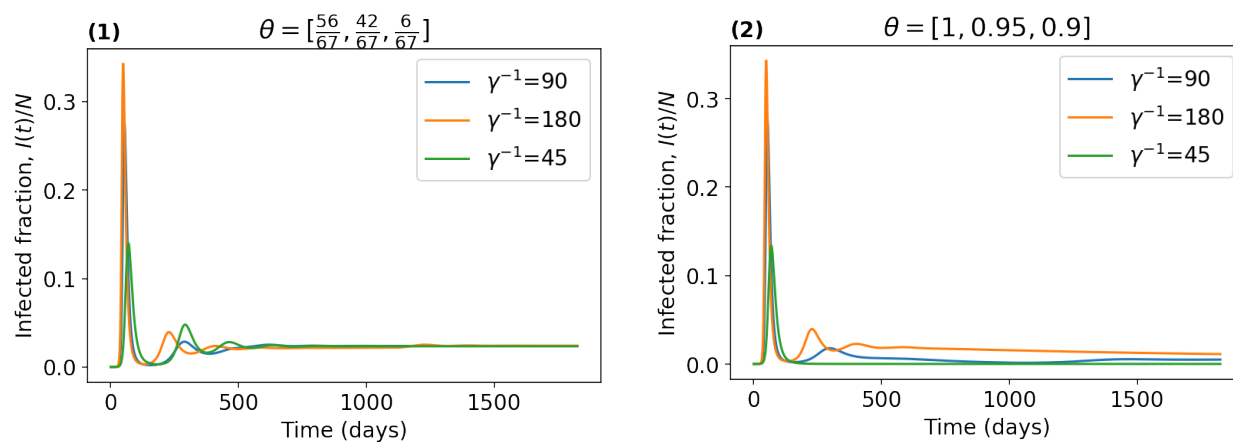 (1) θ = [56/67, 42/67, 6/67]
Infected fraction, I(t)/N
0.3
0.2
0.1
0.0
γ⁻¹=90
γ⁻¹=180
γ⁻¹=45
0 500 1000 1500
Time (days)
(2) θ = [1, 0.95, 0.9]
Infected fraction, I(t)/N
0.3
0.2
0.1
0.0
γ⁻¹=90
γ⁻¹=180
γ⁻¹=45
0 500 1000 1500
Time (days)